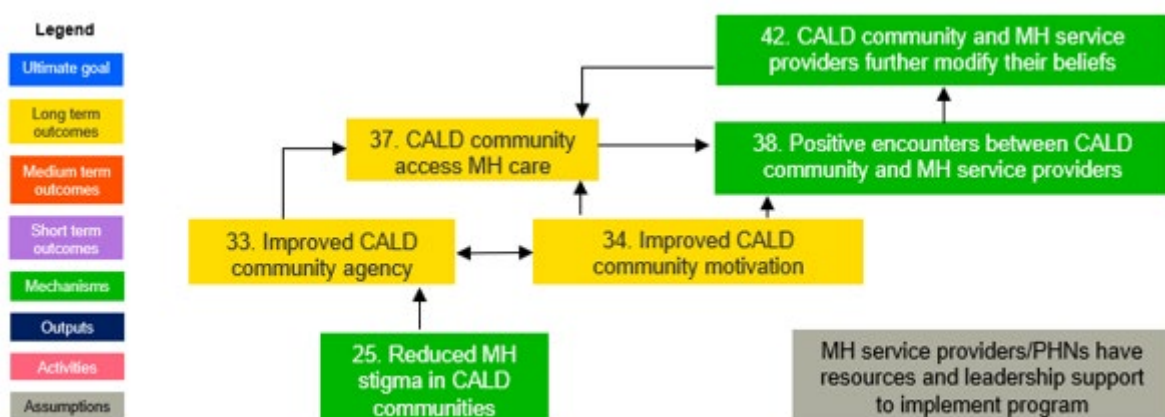 Legend
Ultimate goal
Long term
outcomes
Medium term
outcomes
Short term
outcomes
Mechanisms
Outputs
Activities
Assumptions
42. CALD community and MH service
providers further modify their beliefs
37. CALD community
access MH care
38. Positive encounters between CALD
community and MH service providers
33. Improved CALD
community agency
34. Improved CALD
community motivation
25. Reduced MH
stigma in CALD
communities
MH service providers/PHNs have
resources and leadership support
to implement program